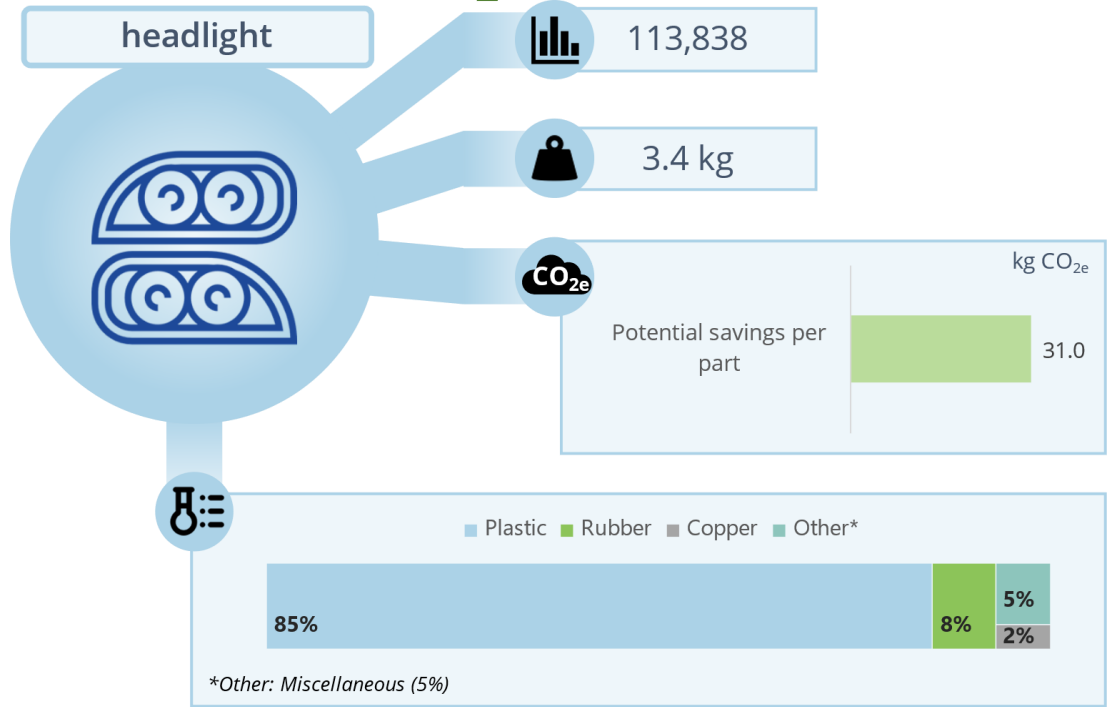 headlight
113,838
3.4 kg
CO2e
kg CO2e
Potential savings per
part
31.0
Plastic Rubber Copper Other*
85%
8%
5%
2%
*Other: Miscellaneous (5%)